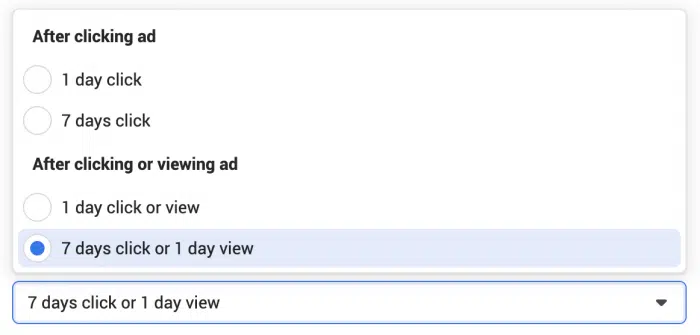 After clicking ad
1 day click
7 days click
After clicking or viewing ad
1 day click or view
7 days click or 1 day view
7 days click or 1 day view